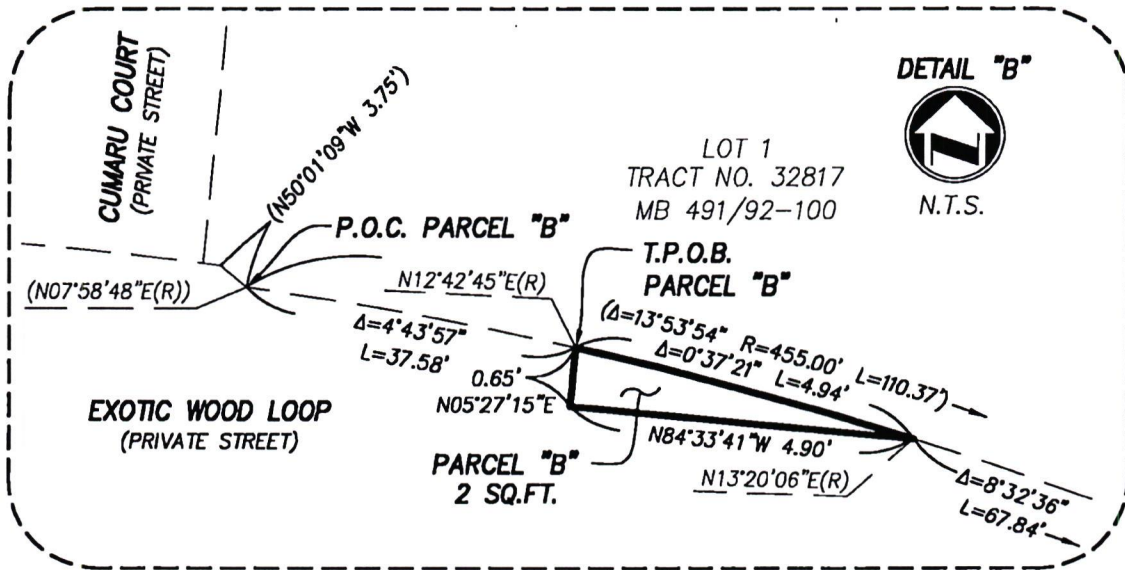 DETAIL "B"
N.T.S.
CUMARU COURT
(PRIVATE STREET)
(N50°01'09"W 3.75')
LOT 1
TRACT NO. 32817
MB 491/92-100
P.O.C. PARCEL "B"
T.P.O.B.
PARCEL "B"
(N07°58'48"E(R))
N12°42'45"E(R)
Δ=4°43'57"
L=37.58'
(Δ=13°53'54" R=455.00' L=110.37')
Δ=0°37'21" L=4.94'
0.65'
N05°27'15"E
EXOTIC WOOD LOOP
(PRIVATE STREET)
N84°33'41"W 4.90'
PARCEL "B"
2 SQ.FT.
N13°20'06"E(R)
Δ=8°32'36"
L=67.84'